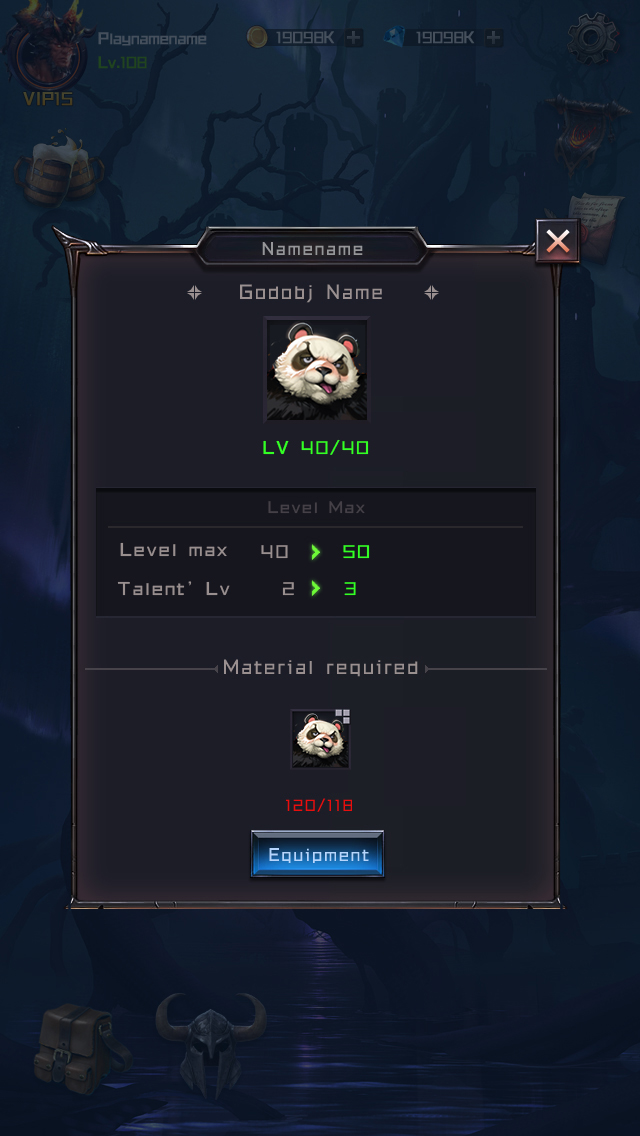 Playnamename
19098K
19098K
Lv.108
VIP15
Namename
Godobj Name
LV 40/40
Level Max
Level max 40 50
Talent' Lv 2 3
Material required
120/118
Equipment